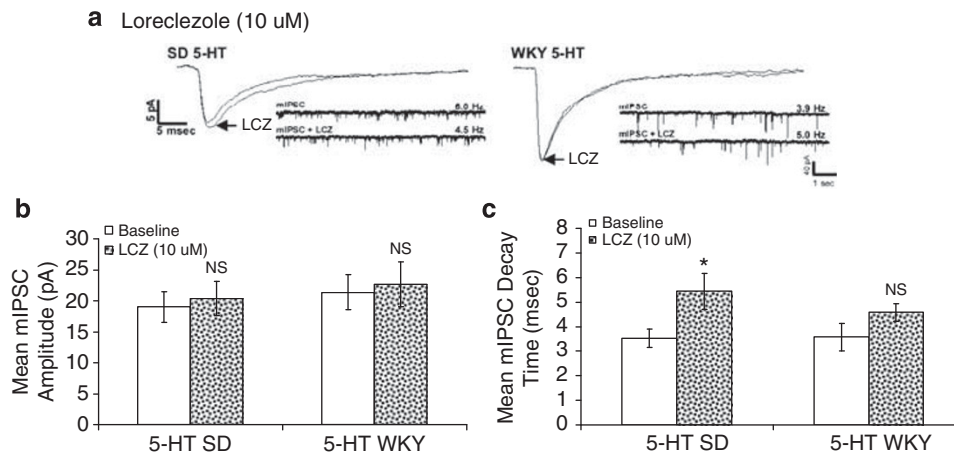 a Loreclezole (10 uM)
SD 5-HT
5 pA
5 msec
LCZ
mIPSC
6.0 Hz
mIPSC + LCZ
4.5 Hz
WKY 5-HT
LCZ
mIPSC
3.9 Hz
mIPSC + LCZ
5.0 Hz
40 pA
1 sec
b
Baseline
LCZ (10 uM)
Mean mIPSC
Amplitude (pA)
30
25
20
15
10
5
0
NS
NS
5-HT SD
5-HT WKY
c
Baseline
LCZ (10 uM)
Mean mIPSC Decay
Time (msec)
8
7
6
5
4
3
2
1
0
*
NS
5-HT SD
5-HT WKY